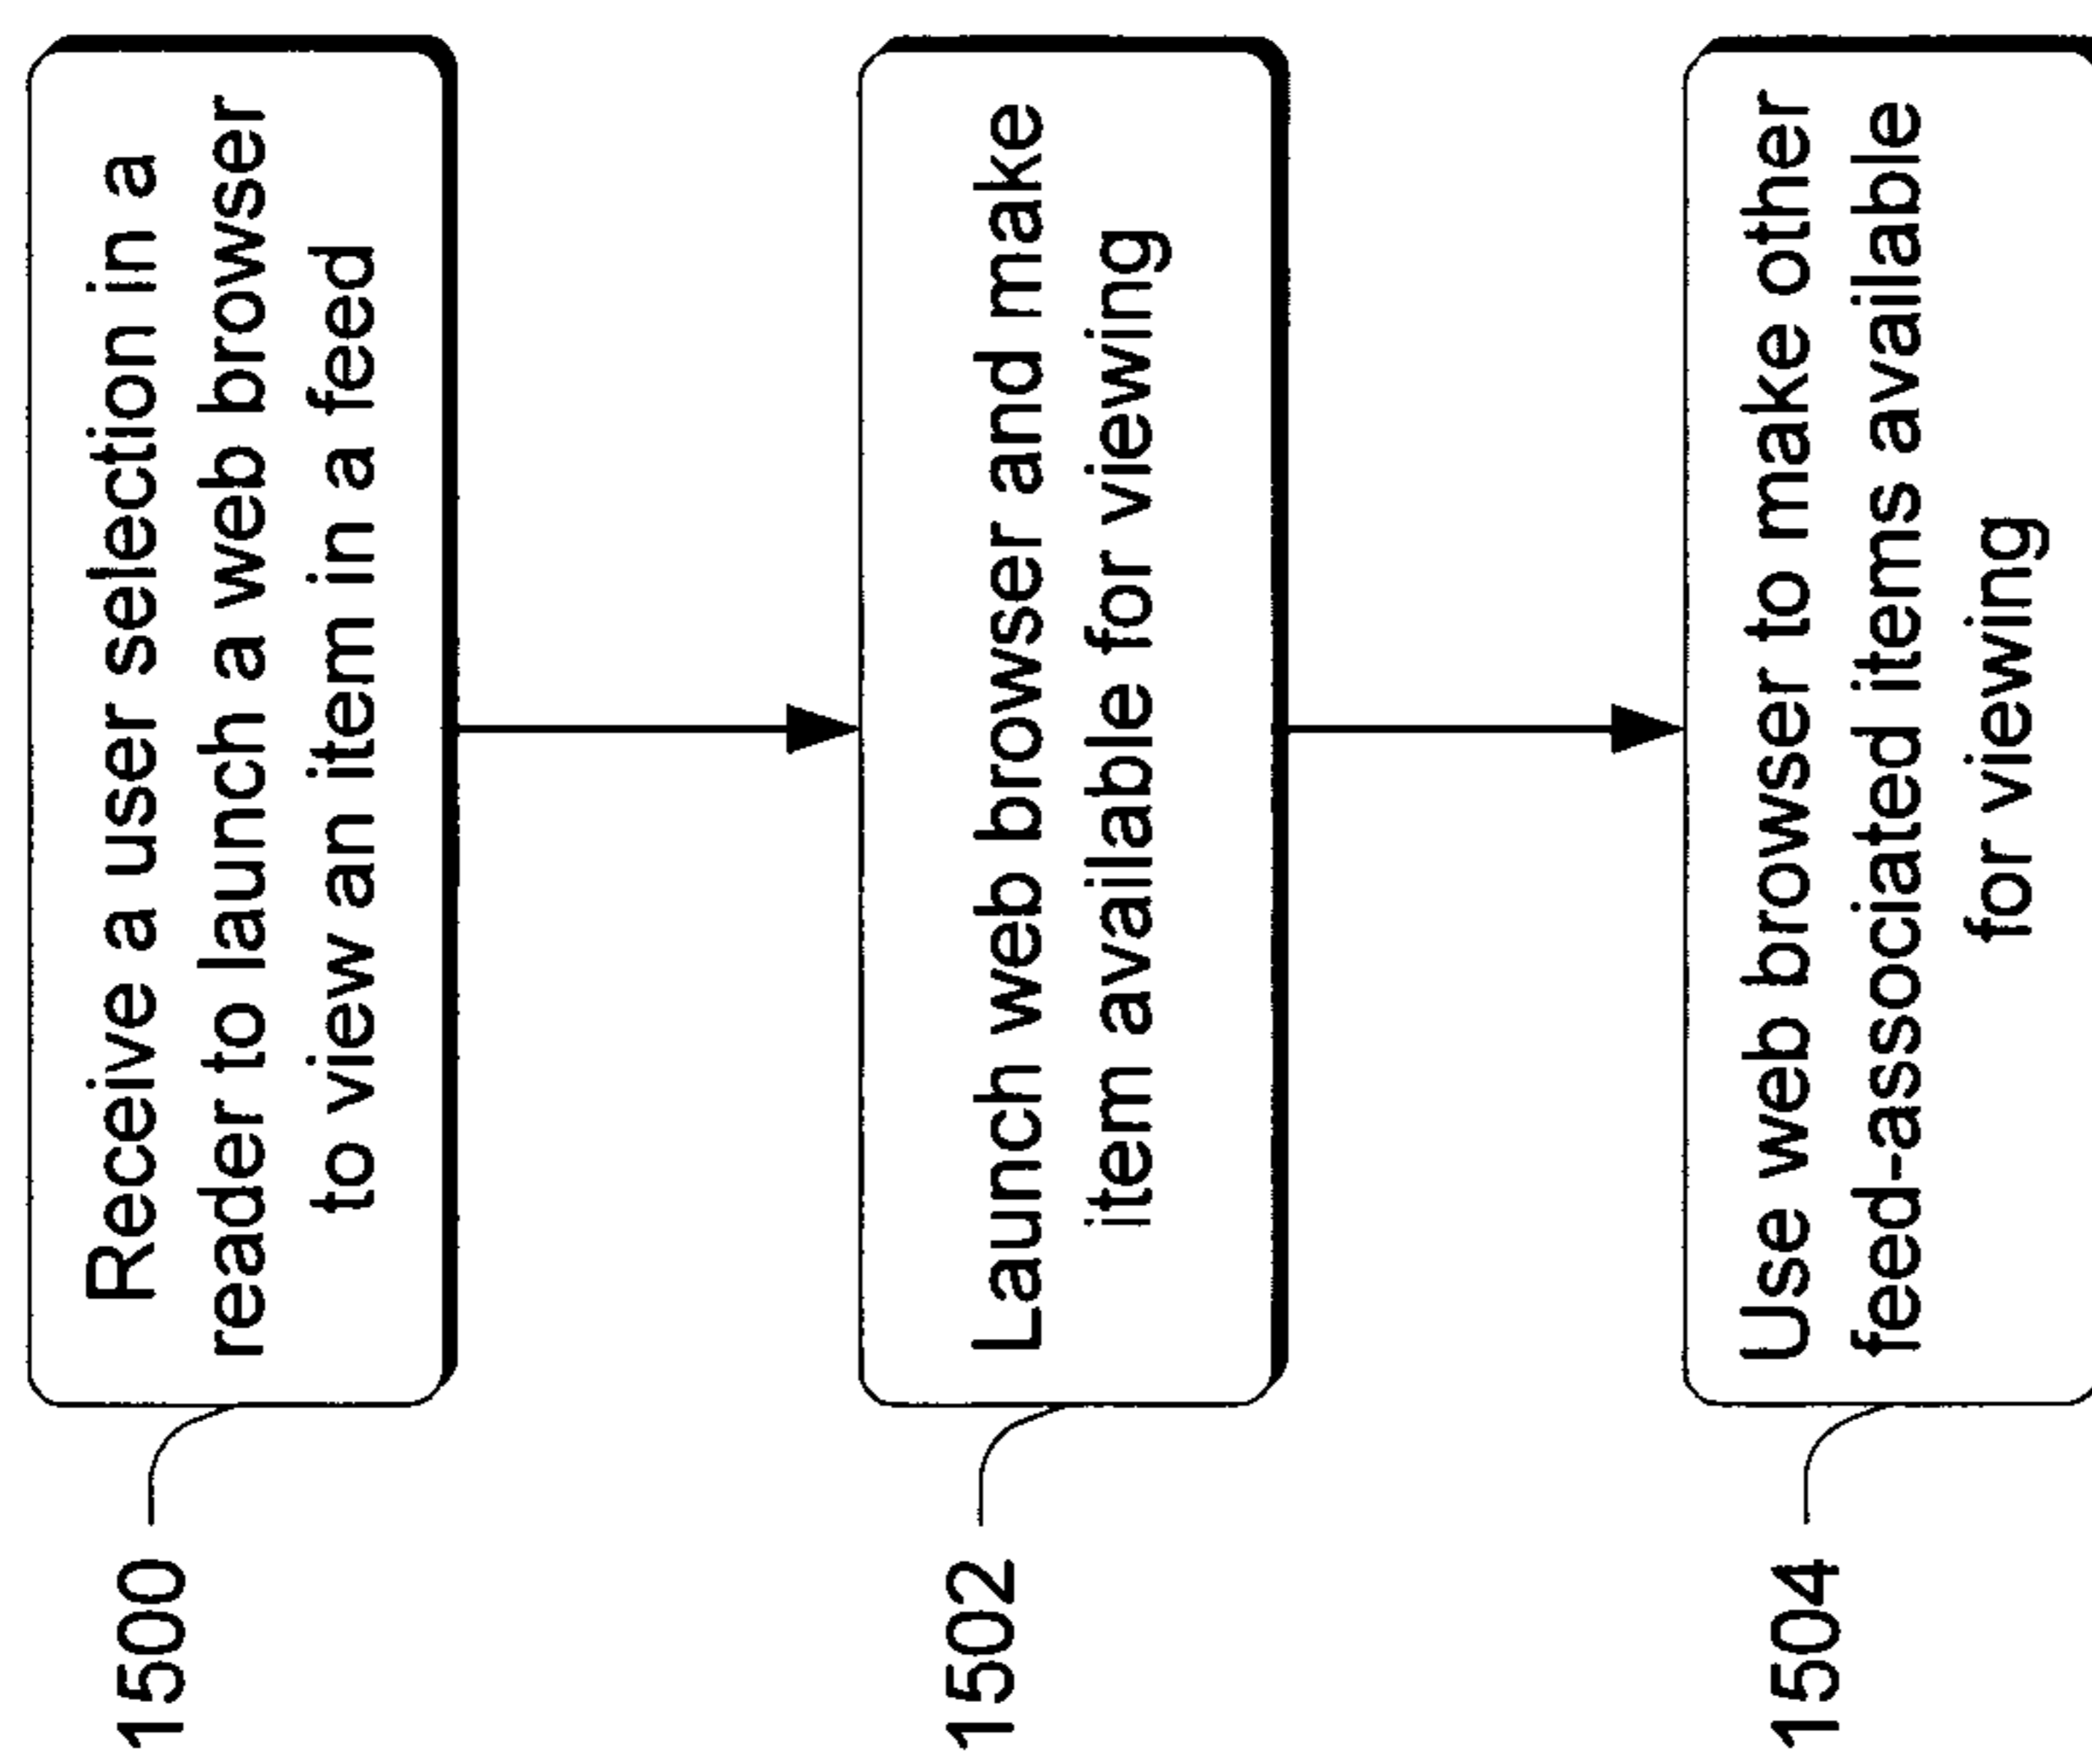 1500
Receive a user selection in a
reader to launch a web browser
to view an item in a feed
1502
Launch web browser and make
item available for viewing
1504
Use web browser to make other
feed-associated items available
for viewing